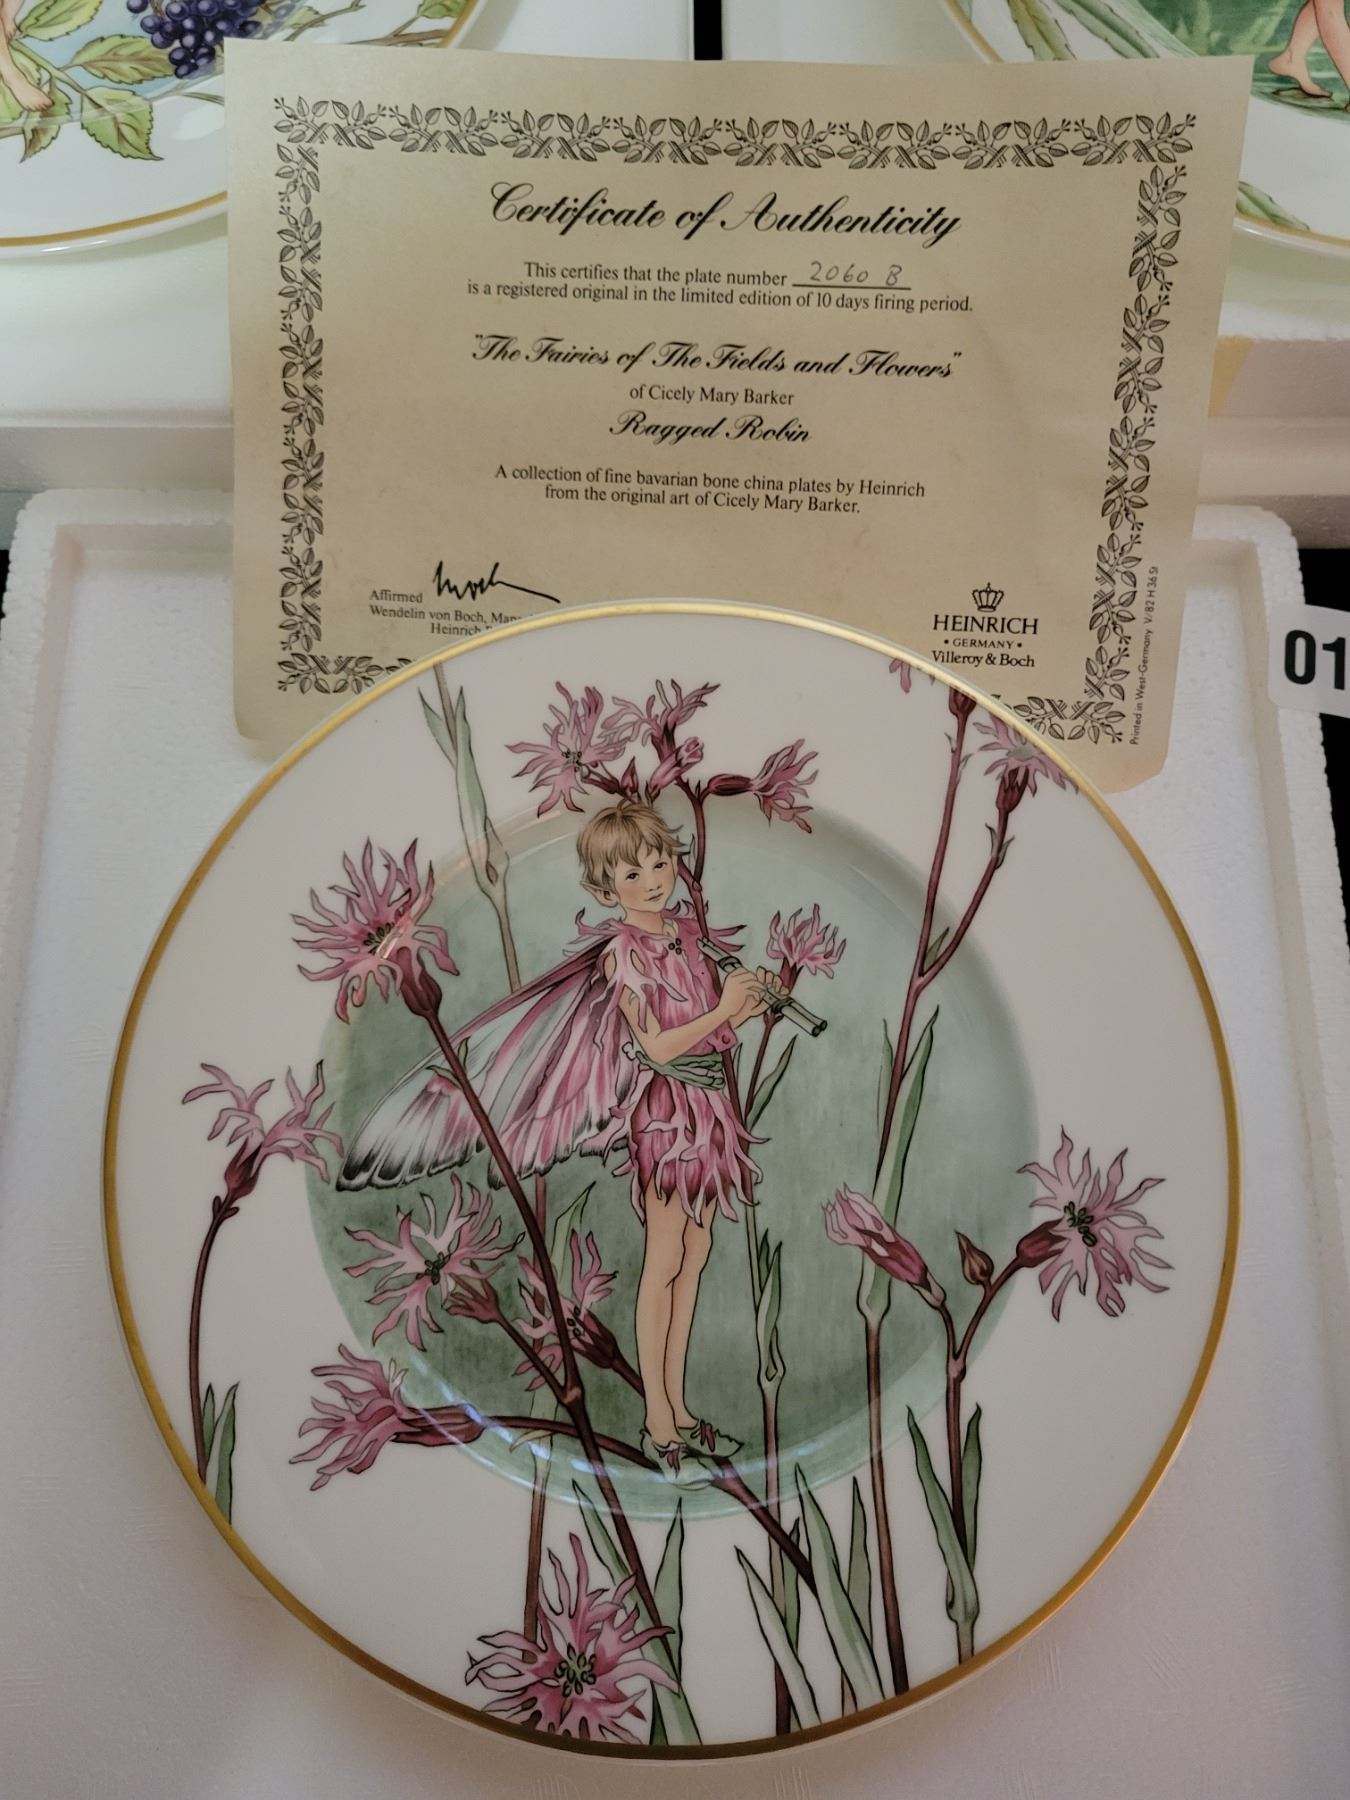 Certificate of Authenticity
This certifies that the plate number 2060 B
is a registered original in the limited edition of 10 days firing period.
"The Fairies of The Fields and Flowers"
of Cicely Mary Barker
Ragged Robin
A collection of fine bavarian bone china plates by Heinrich
from the original art of Cicely Mary Barker.
Affirmed
Wendelin von Boch,
Heinrich
HEINRICH
• GERMANY •
Villeroy & Boch
Printed in West-Germany V/82 H 36 St
01